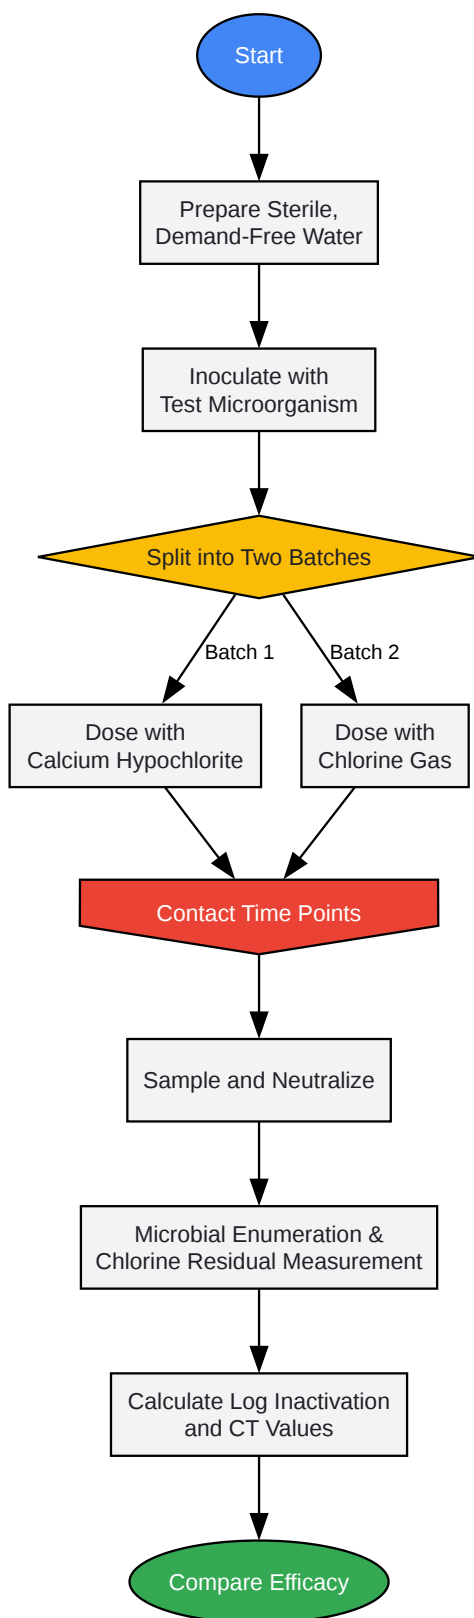 Start
Prepare Sterile,
Demand-Free Water
Inoculate with
Test Microorganism
Split into Two Batches
Batch 1
Batch 2
Dose with
Calcium Hypochlorite
Dose with
Chlorine Gas
Contact Time Points
Sample and Neutralize
Microbial Enumeration &
Chlorine Residual Measurement
Calculate Log Inactivation
and CT Values
Compare Efficacy